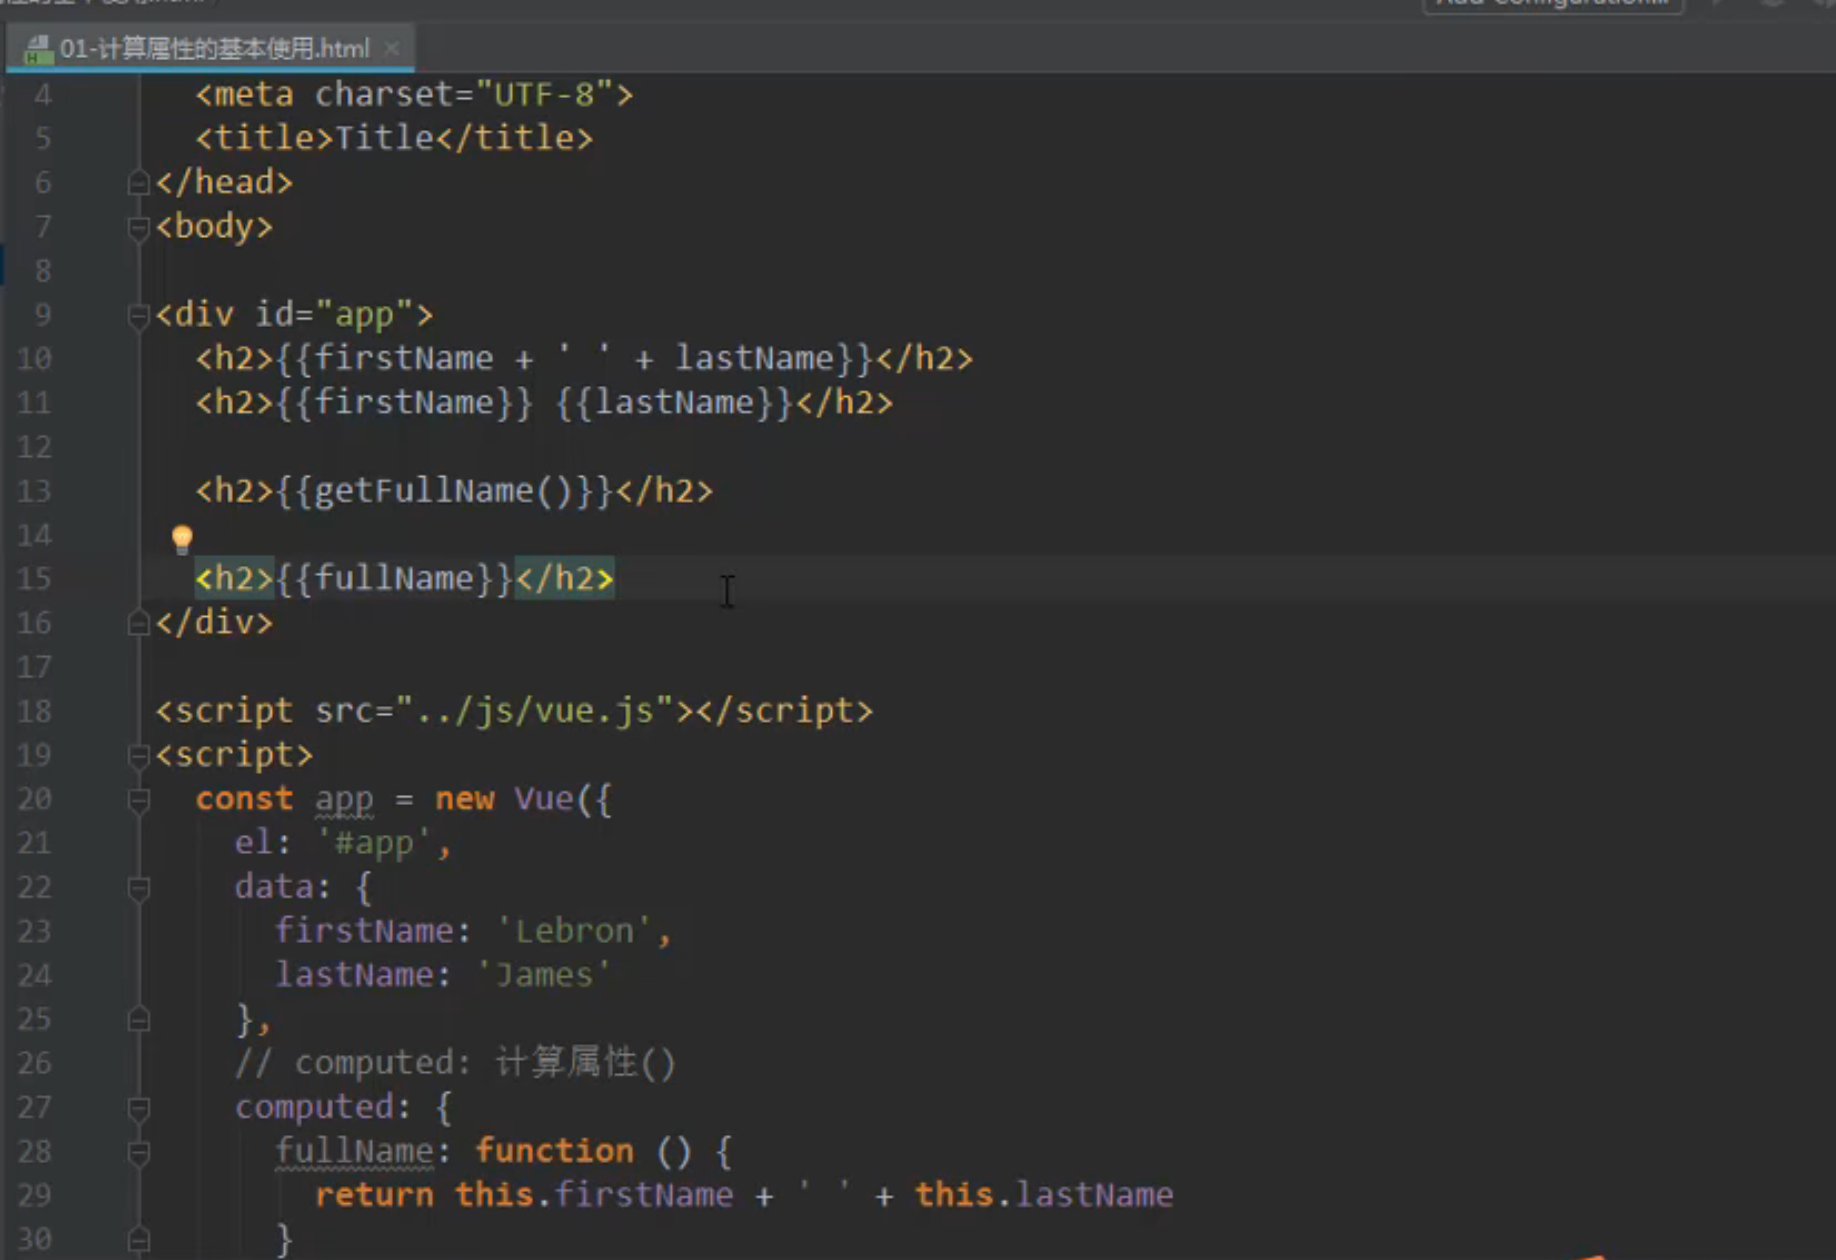 01-计算属性的基本使用.html
4 <meta charset="UTF-8">
5 <title>Title</title>
6 </head>
7 <body>
8
9 <div id="app">
10 <h2>{{firstName + ' ' + lastName}}</h2>
11 <h2>{{firstName}} {{lastName}}</h2>
12
13 <h2>{{getFullName()}}</h2>
14
15 <h2>{{fullName}}</h2>
16 </div>
17
18 <script src="../js/vue.js"></script>
19 <script>
20 const app = new Vue({
21 el: '#app',
22 data: {
23 firstName: 'Lebron',
24 lastName: 'James'
25 },
26 // computed: 计算属性()
27 computed: {
28 fullName: function () {
29 return this.firstName + ' ' + this.lastName
30 }